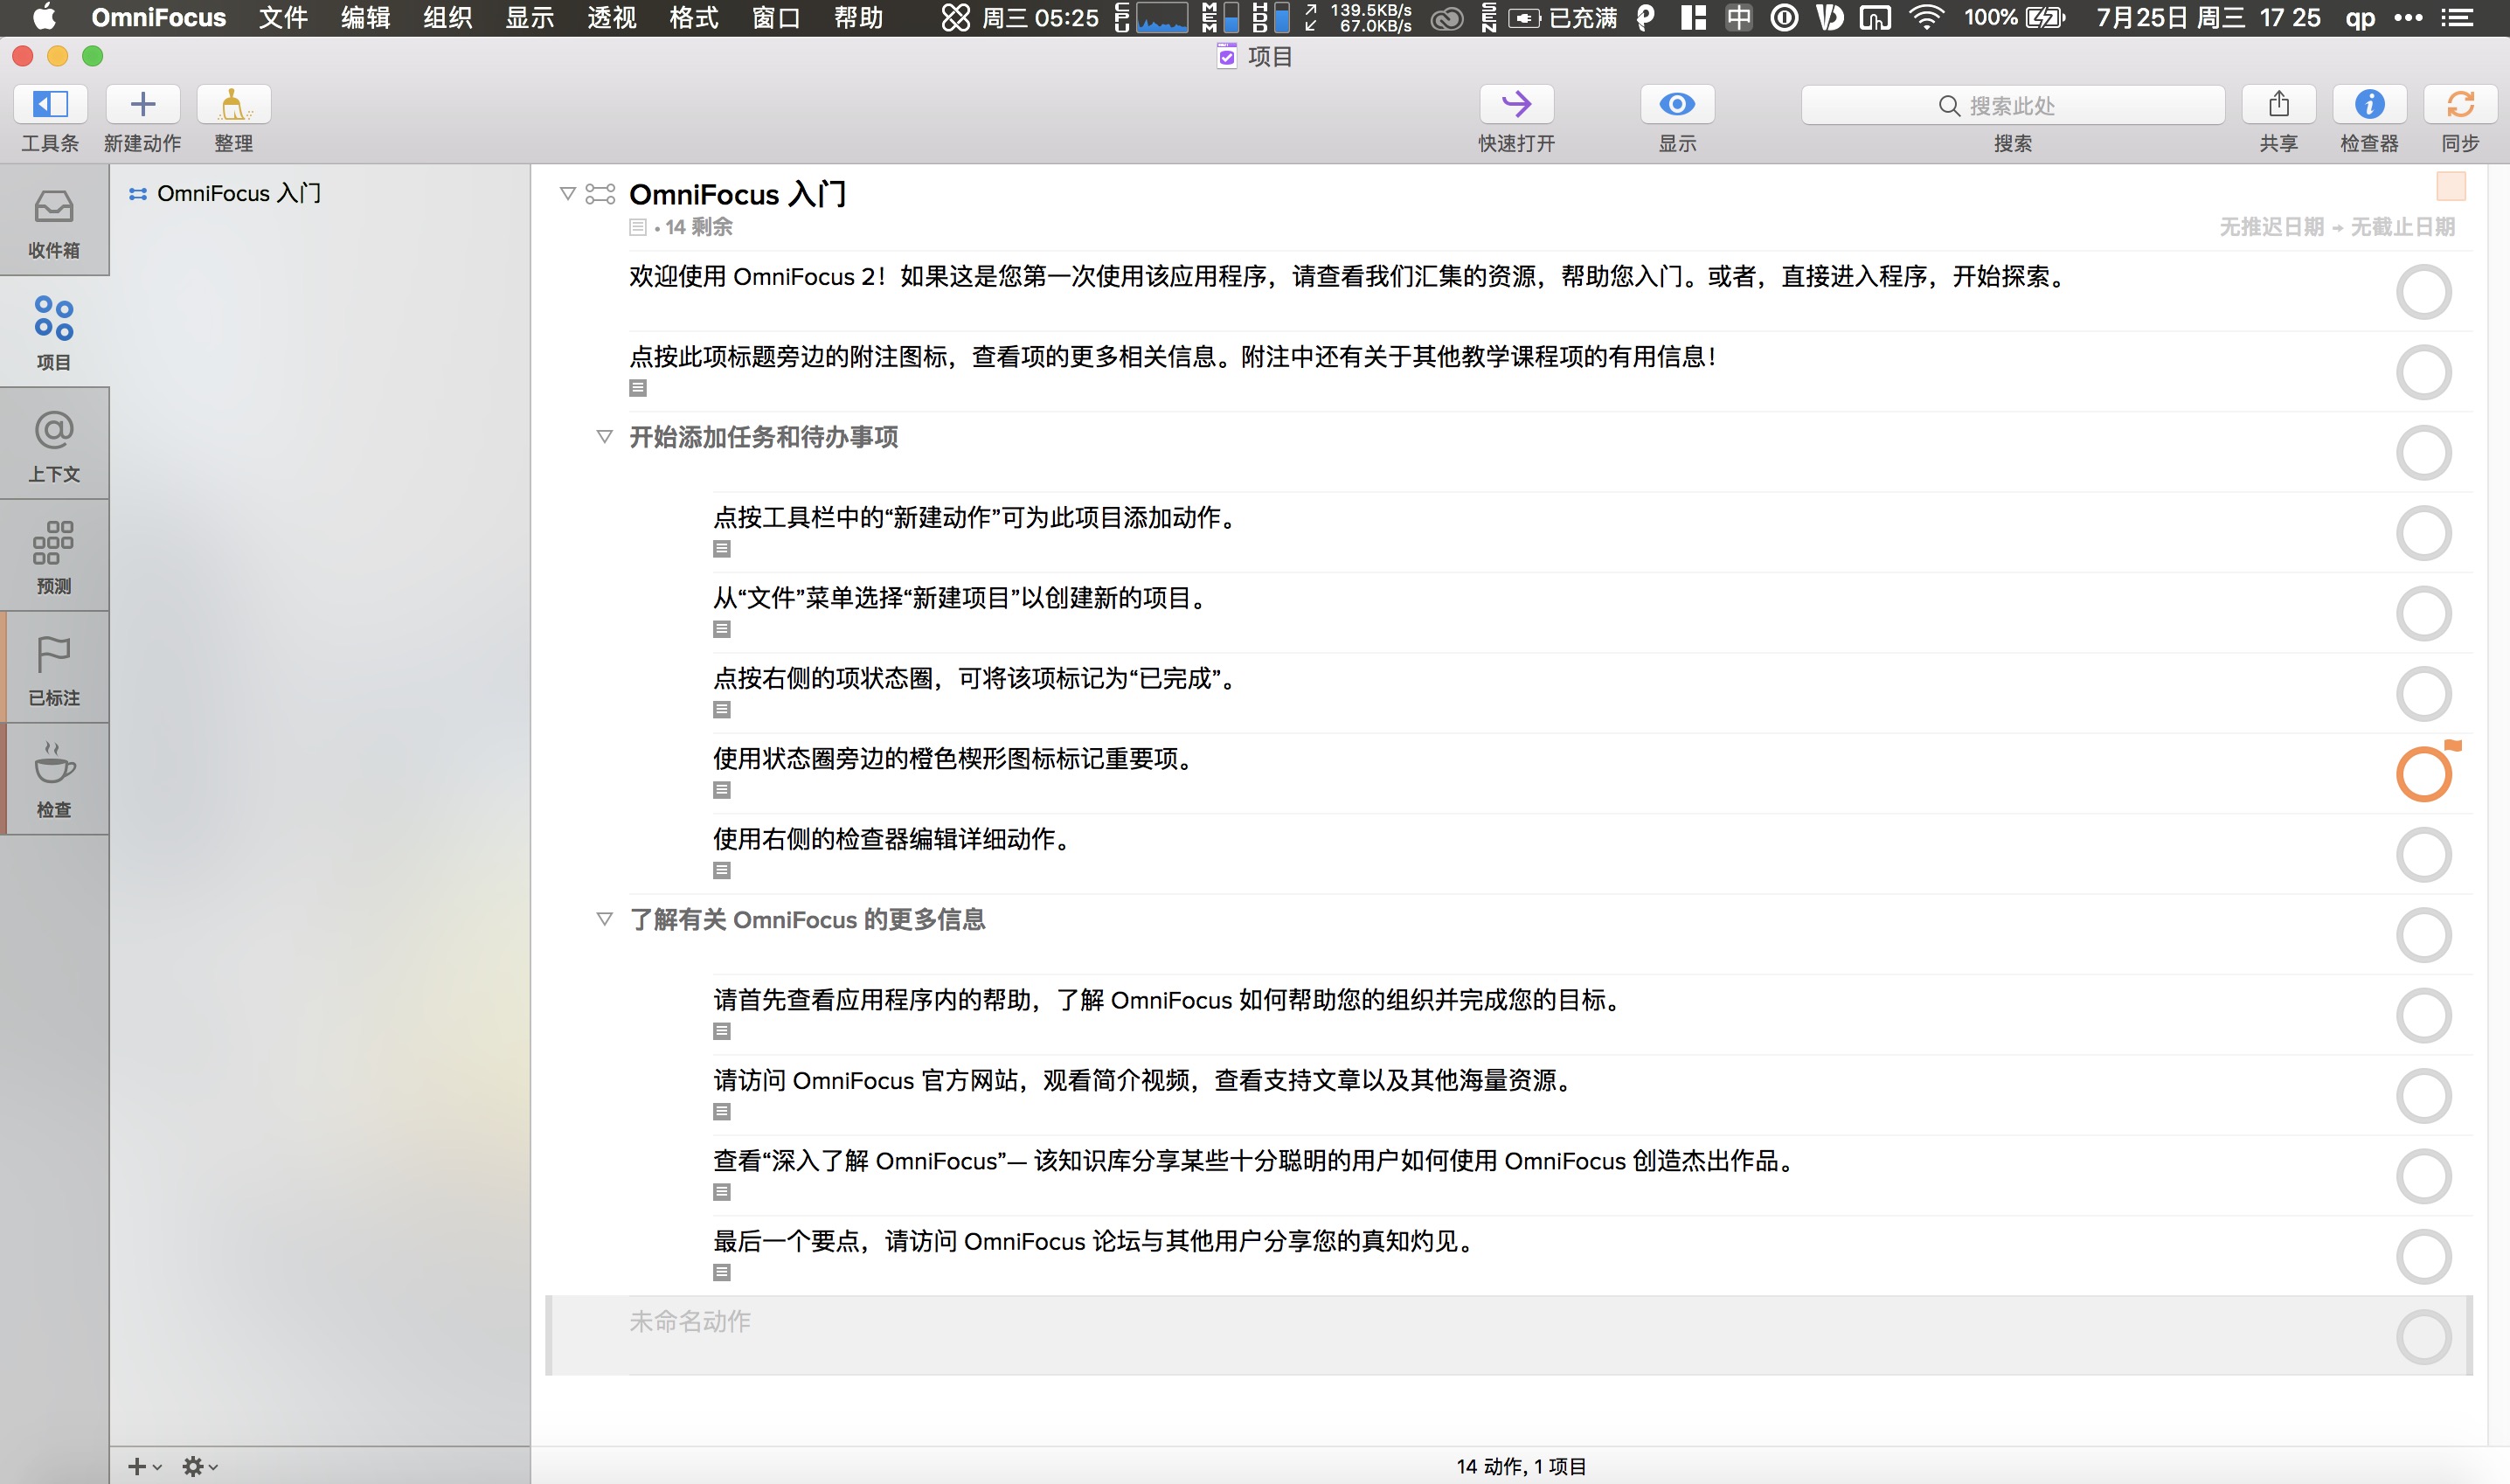 OmniFocus 文件 编辑 组织 显示 透视 格式 窗口 帮助 周三 05:25 CPU MEM HDD 139.5KB/s 67.0KB/s SEN 已充满 中 100% 7月25日 周三 17 25 qp
项目
工具条 新建动作 整理 快速打开 显示 搜索此处 搜索 共享 检查器 同步
收件箱
项目
上下文
预测
已标注
检查
OmniFocus 入门
OmniFocus 入门
• 14 剩余 无推迟日期 → 无截止日期
欢迎使用 OmniFocus 2！如果这是您第一次使用该应用程序，请查看我们汇集的资源，帮助您入门。或者，直接进入程序，开始探索。
点按此项标题旁边的附注图标，查看项的更多相关信息。附注中还有关于其他教学课程项的有用信息！
开始添加任务和待办事项
点按工具栏中的“新建动作”可为此项目添加动作。
从“文件”菜单选择“新建项目”以创建新的项目。
点按右侧的项状态圈，可将该项标记为“已完成”。
使用状态圈旁边的橙色楔形图标标记重要项。
使用右侧的检查器编辑详细动作。
了解有关 OmniFocus 的更多信息
请首先查看应用程序内的帮助，了解 OmniFocus 如何帮助您的组织并完成您的目标。
请访问 OmniFocus 官方网站，观看简介视频，查看支持文章以及其他海量资源。
查看“深入了解 OmniFocus”— 该知识库分享某些十分聪明的用户如何使用 OmniFocus 创造杰出作品。
最后一个要点，请访问 OmniFocus 论坛与其他用户分享您的真知灼见。
未命名动作
14 动作, 1 项目